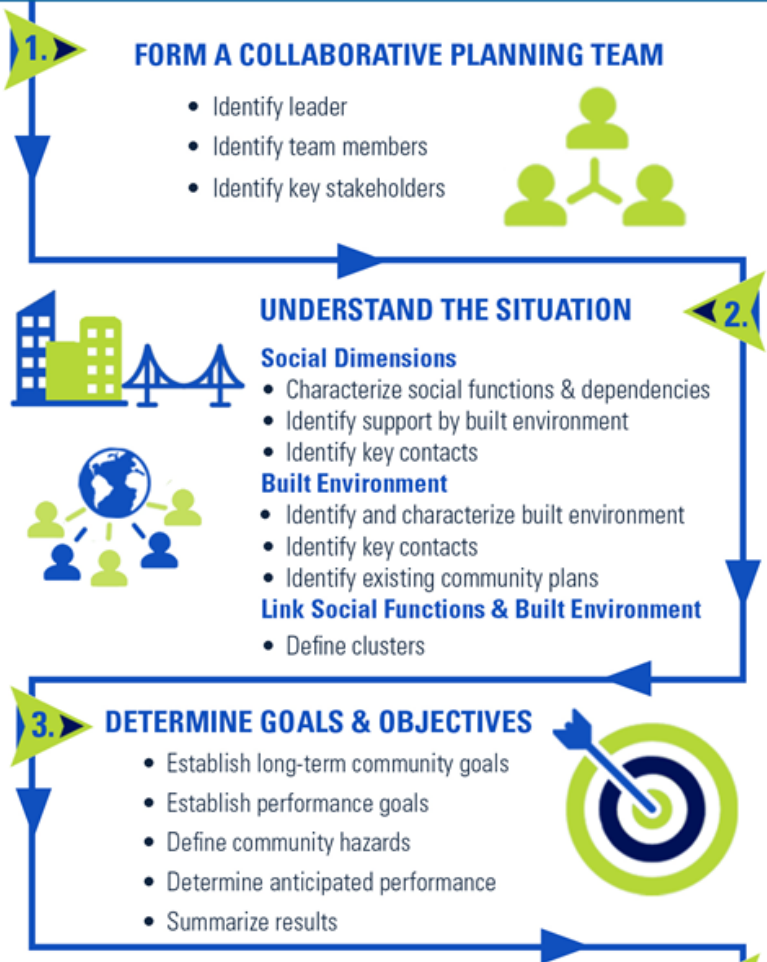 1.
FORM A COLLABORATIVE PLANNING TEAM
• Identify leader
• Identify team members
• Identify key stakeholders
UNDERSTAND THE SITUATION
2.
Social Dimensions
• Characterize social functions & dependencies
• Identify support by built environment
• Identify key contacts
Built Environment
• Identify and characterize built environment
• Identify key contacts
• Identify existing community plans
Link Social Functions & Built Environment
• Define clusters
3.
DETERMINE GOALS & OBJECTIVES
• Establish long-term community goals
• Establish performance goals
• Define community hazards
• Determine anticipated performance
• Summarize results